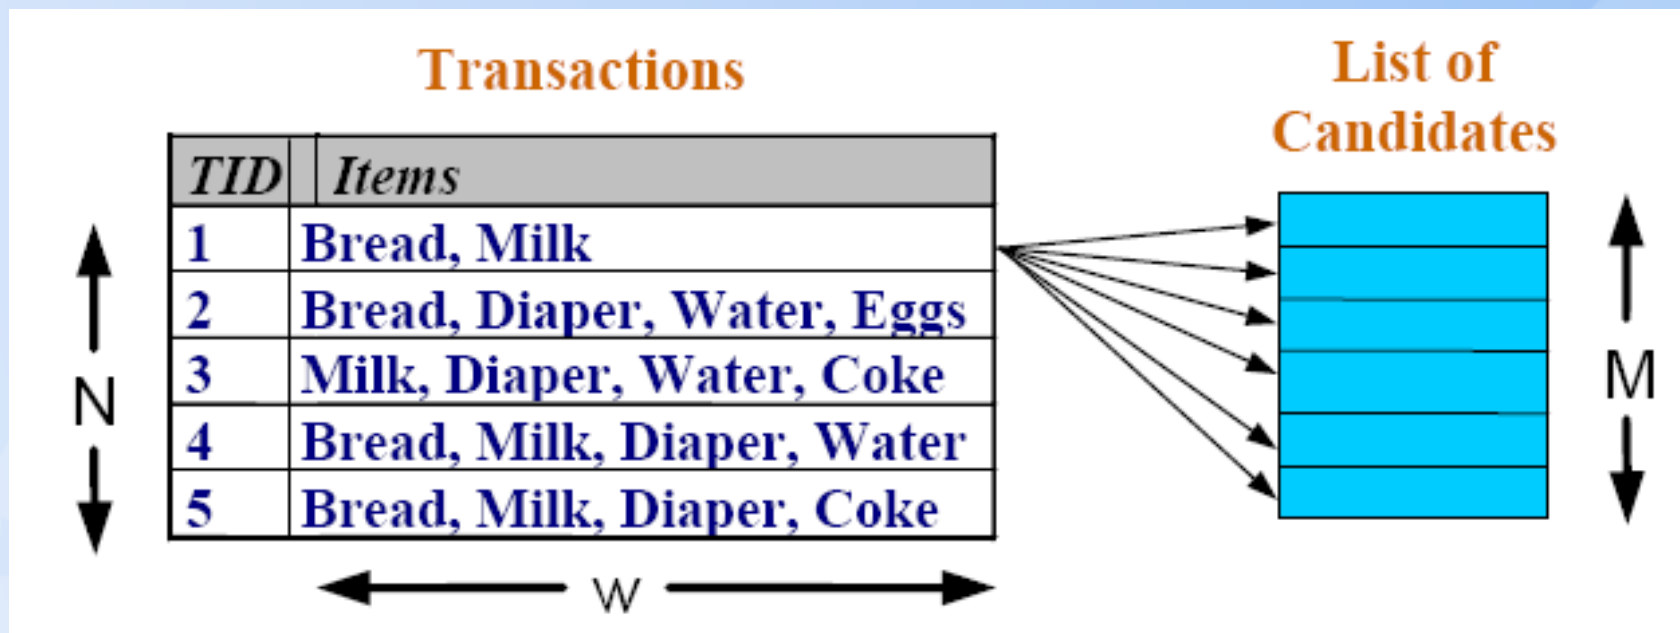 Transactions
List of
Candidates
TID Items
1 Bread, Milk
2 Bread, Diaper, Water, Eggs
3 Milk, Diaper, Water, Coke
4 Bread, Milk, Diaper, Water
5 Bread, Milk, Diaper, Coke
N
M
w